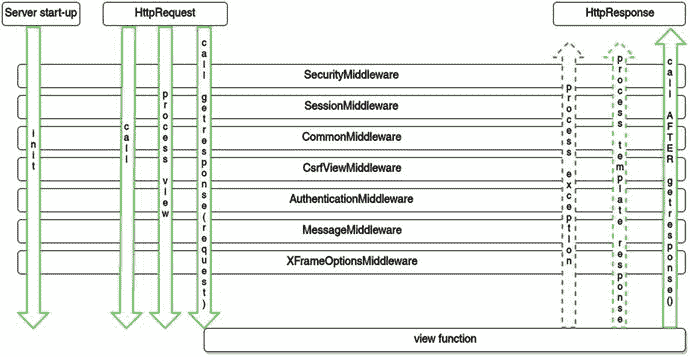 Server start-up
HttpRequest
HttpResponse
SecurityMiddleware
SessionMiddleware
CommonMiddleware
CsrfViewMiddleware
AuthenticationMiddleware
MessageMiddleware
XFrameOptionsMiddleware
init
call
process view
call getresponse(request)
process exception
process template response
call AFTER getresponse()
view function